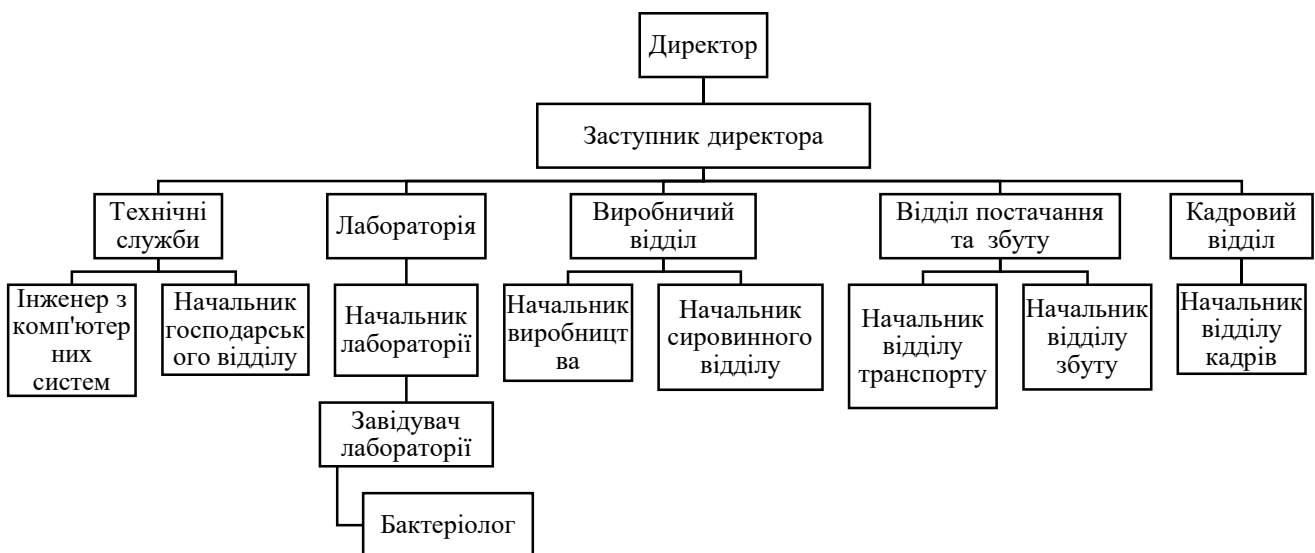 Директор
Заступник директора
Технічні
служби
Лабораторія
Виробничий
відділ
Відділ постачання
та збуту
Кадровий
відділ
Інженер з
комп'ютер
них
систем
Начальник
господарськ
ого відділу
Начальник
лабораторії
Начальник
виробницт
ва
Начальник
сировинного
відділу
Начальник
відділу
транспорту
Начальник
відділу
збуту
Начальник
відділу
кадрів
Завідувач
лабораторії
Бактеріолог